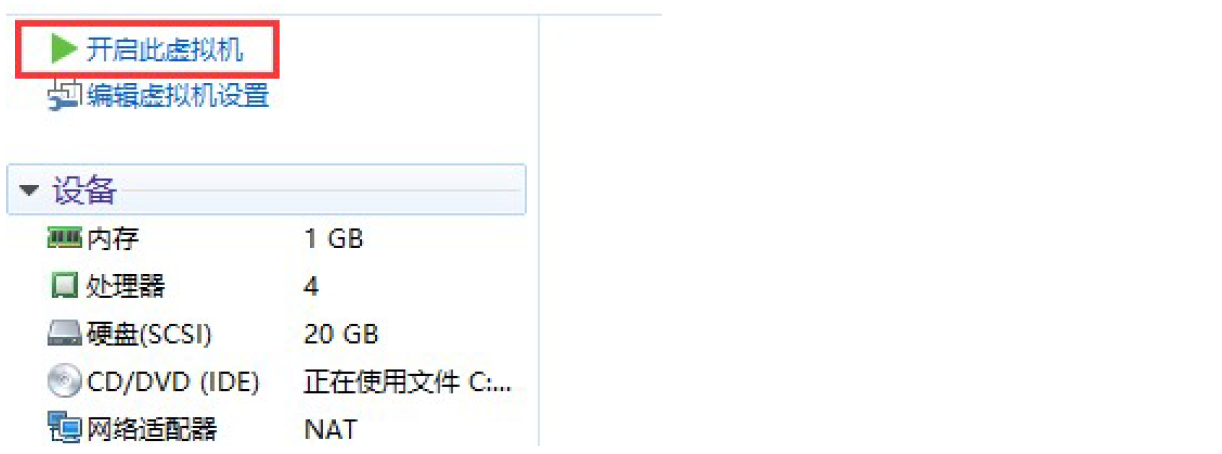 开启此虚拟机
编辑虚拟机设置
设备
内存 1 GB
处理器 4
硬盘(SCSI) 20 GB
CD/DVD (IDE) 正在使用文件 C:...
网络适配器 NAT